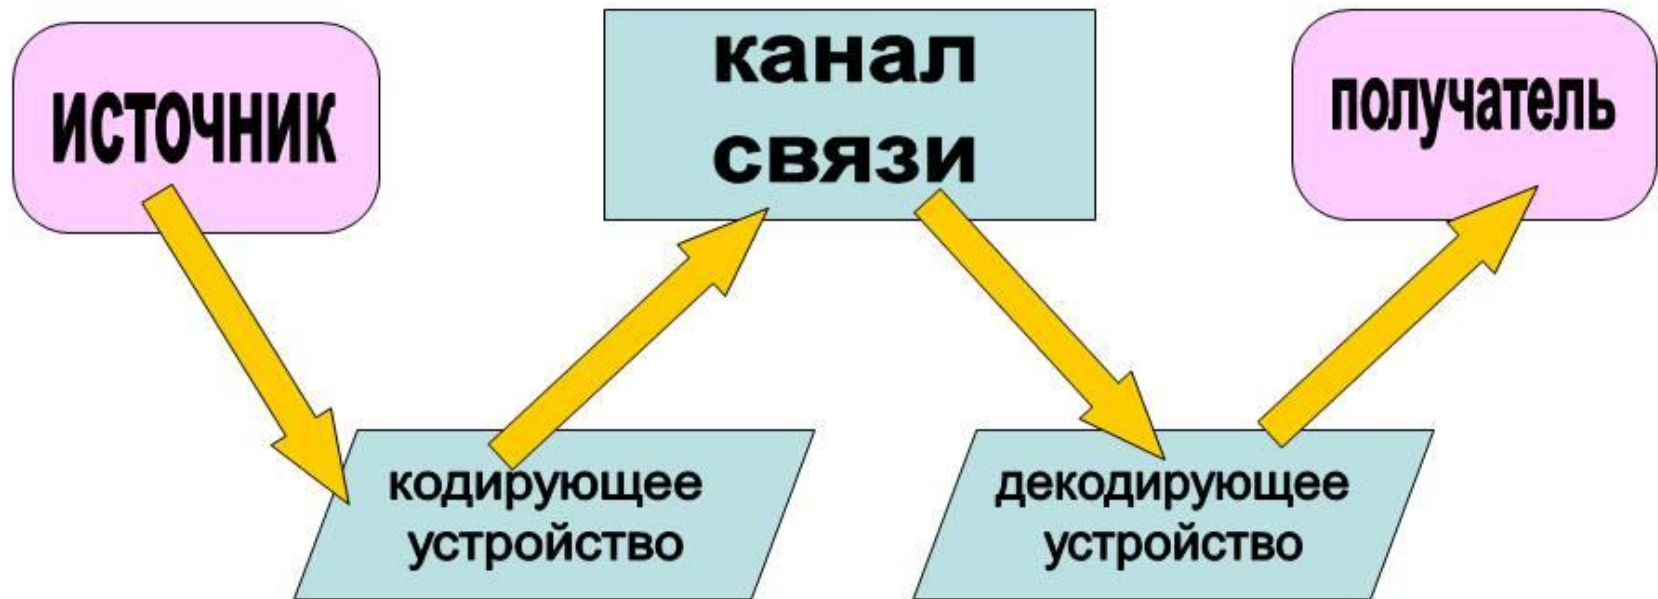 источник
канал
связи
получатель
кодирующее
устройство
декодирующее
устройство